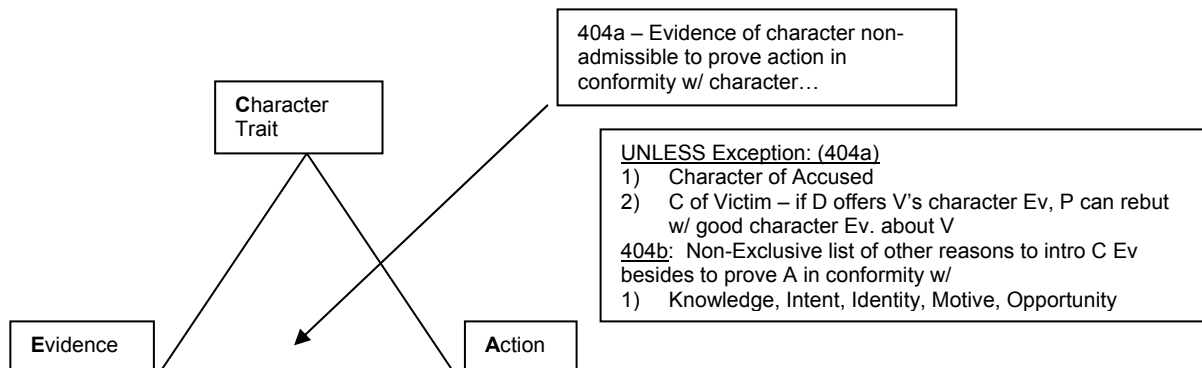 404a – Evidence of character non-
admissible to prove action in
conformity w/ character…
Character
Trait
UNLESS Exception: (404a)
1) Character of Accused
2) C of Victim – if D offers V’s character Ev, P can rebut
w/ good character Ev. about V
404b: Non-Exclusive list of other reasons to intro C Ev
besides to prove A in conformity w/
1) Knowledge, Intent, Identity, Motive, Opportunity
Evidence
Action